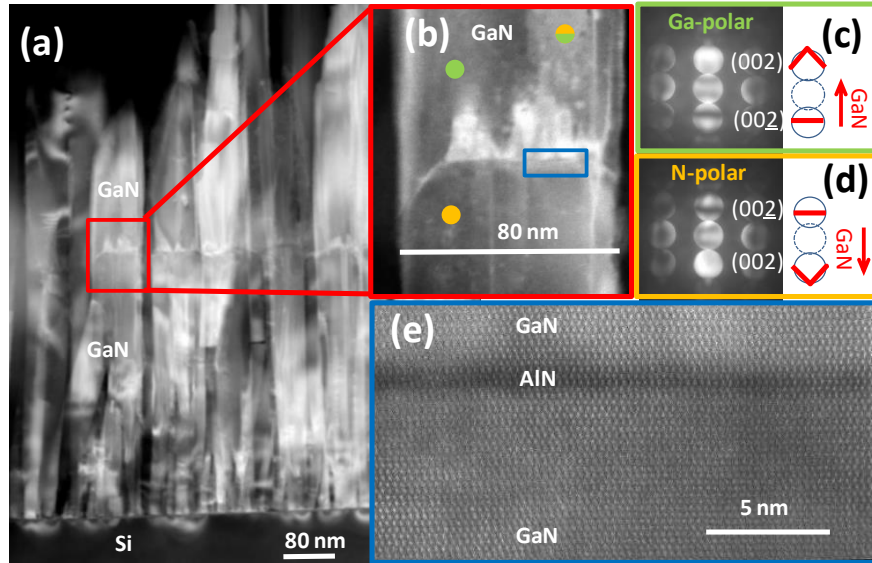 (a)
GaN
GaN
Si
80 nm
(b)
GaN
80 nm
Ga-polar
(c)
(002)
(002̲)
GaN
N-polar
(d)
(002̲)
(002)
GaN
(e)
GaN
AlN
5 nm
GaN